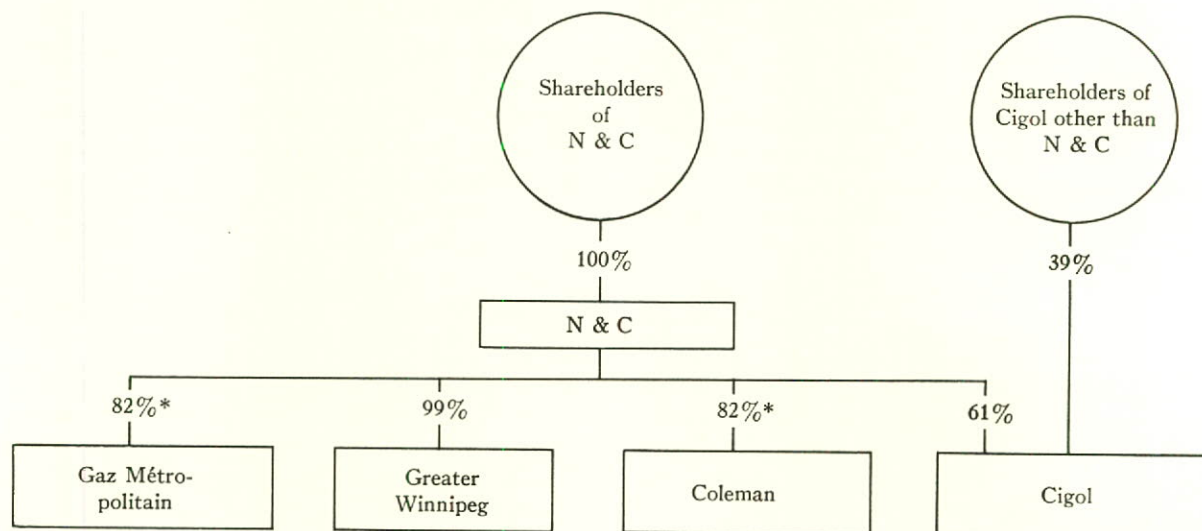 Shareholders
of
N & C
Shareholders of
Cigol other than
N & C
100%
39%
N & C
82%*
99%
82%*
61%
Gaz Métro-
politain
Greater
Winnipeg
Coleman
Cigol